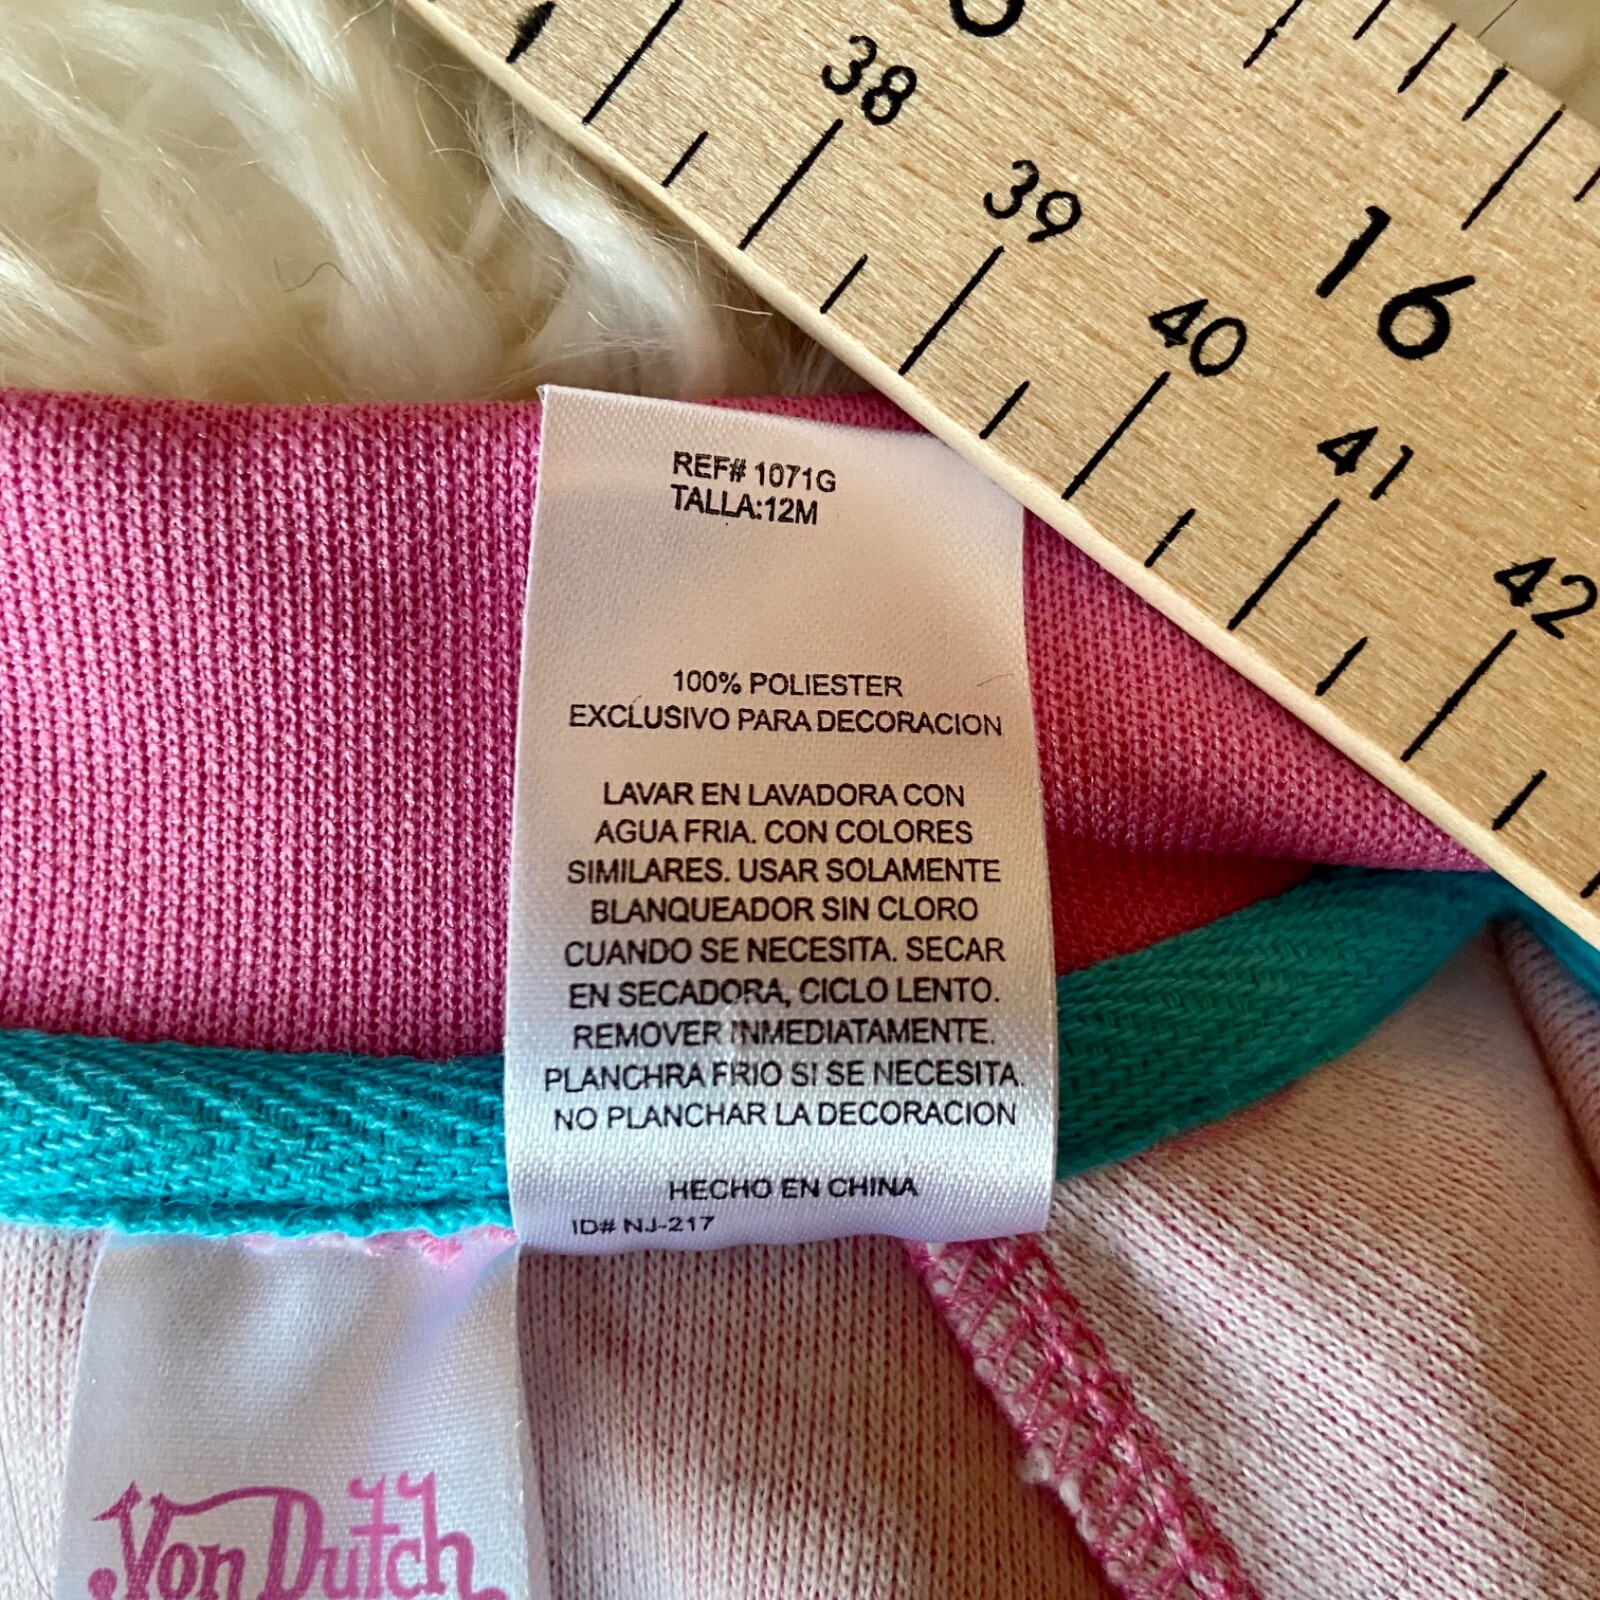 38
39
40
41
42
16
REF# 1071G
TALLA:12M
100% POLIESTER
EXCLUSIVO PARA DECORACION
LAVAR EN LAVADORA CON
AGUA FRIA. CON COLORES
SIMILARES. USAR SOLAMENTE
BLANQUEADOR SIN CLORO
CUANDO SE NECESITA. SECAR
EN SECADORA, CICLO LENTO.
REMOVER INMEDIATAMENTE.
PLANCHRA FRIO SI SE NECESITA.
NO PLANCHAR LA DECORACION
HECHO EN CHINA
ID# NJ-217
Von Dutch